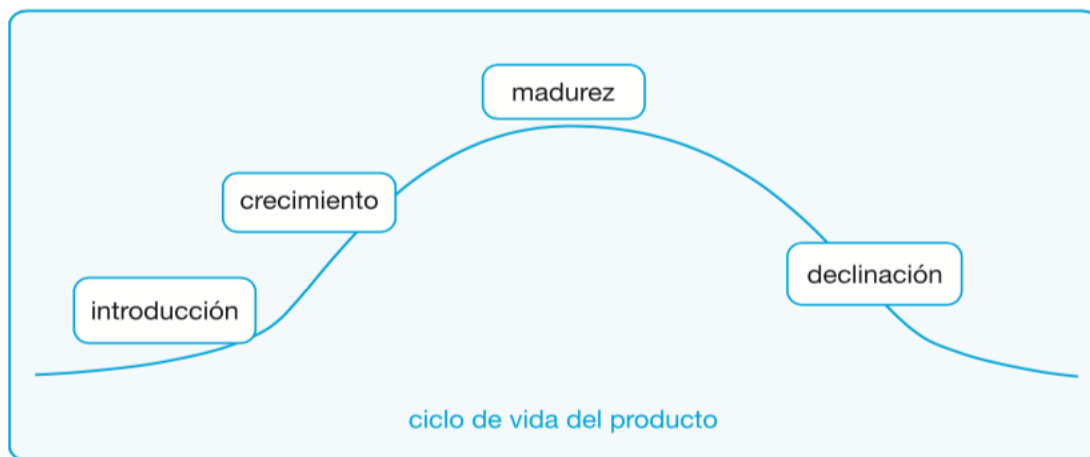 madurez
crecimiento
declinación
introducción
ciclo de vida del producto